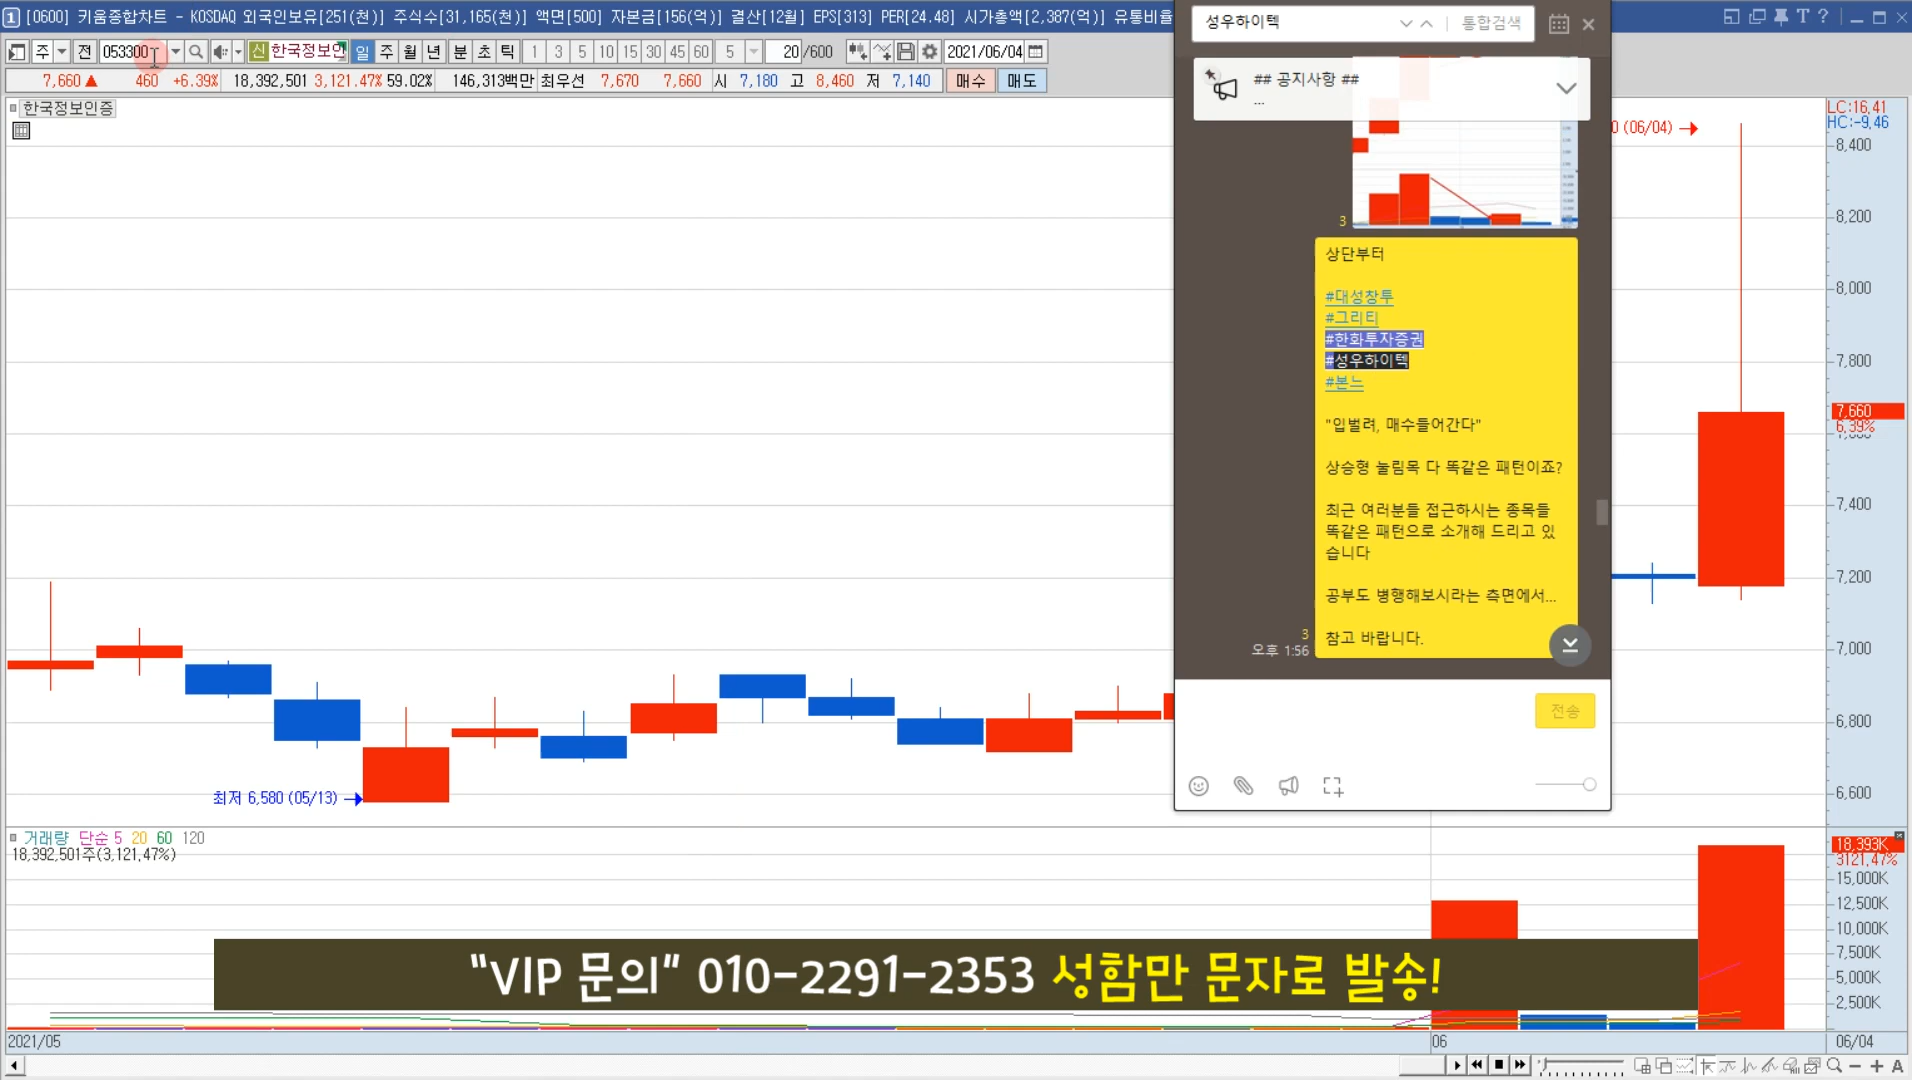 [0600] 키움종합차트 - KOSDAQ 외국인보유[251(천)] 주식수[31,165(천)] 액면[500] 자본금[156(억)] 결산[12월] EPS[313] PER[24.48] 시가총액[2,387(억)] 유통비율
주 전 053300 신 한국정보인 일 주 월 년 분 초 틱 1 3 5 10 15 30 45 60 5 20 /600 2021/06/04
7,660 ▲ 460 +6.39% 18,392,501 3,121.47% 59.02% 146,313백만 최우선 7,670 7,660 시 7,180 고 8,460 저 7,140 매수 매도
한국정보인증
성우하이텍
통합검색
## 공지사항 ##
...
3
상단부터
#대성창투
#그리티
#한화투자증권
#성우하이텍
#본느
"입벌려, 매수들어간다"
상승형 눌림목 다 똑같은 패턴이죠?
최근 여러분들 접근하시는 종목들
똑같은 패턴으로 소개해 드리고 있
습니다
공부도 병행해보시라는 측면에서...
참고 바랍니다.
3
오후 1:56
전송
0 (06/04)
LC:16.41
HC:-9.46
8,400
8,200
8,000
7,800
7,660
6.39%
7,400
7,200
7,000
6,800
6,600
최저 6,580 (05/13)
거래량 단순 5 20 60 120
18,392,501주(3,121.47%)
18,393K
3121.47%
15,000K
12,500K
10,000K
7,500K
5,000K
2,500K
"VIP 문의" 010-2291-2353 성함만 문자로 발송!
2021/05
06
06/04